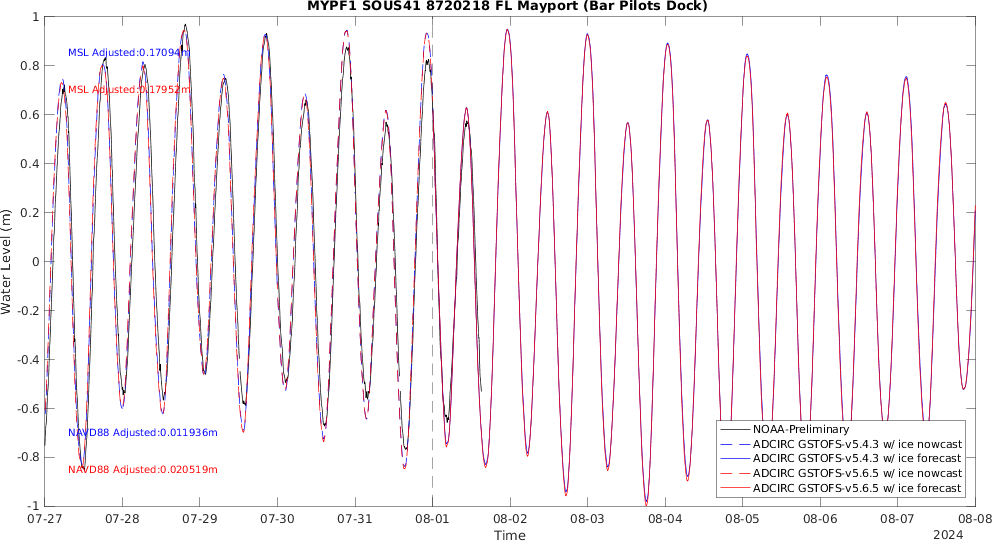 MYPF1 SOUS41 8720218 FL Mayport (Bar Pilots Dock)
Water Level (m)
1
0.8
0.6
0.4
0.2
0
-0.2
-0.4
-0.6
-0.8
-1
MSL Adjusted:0.17094m
MSL Adjusted:0.17952m
NAVD88 Adjusted:0.011936m
NAVD88 Adjusted:0.020519m
NOAA-Preliminary
ADCIRC GSTOFS-v5.4.3 w/ ice nowcast
ADCIRC GSTOFS-v5.4.3 w/ ice forecast
ADCIRC GSTOFS-v5.6.5 w/ ice nowcast
ADCIRC GSTOFS-v5.6.5 w/ ice forecast
07-27 07-28 07-29 07-30 07-31 08-01 08-02 08-03 08-04 08-05 08-06 08-07 08-08
Time
2024